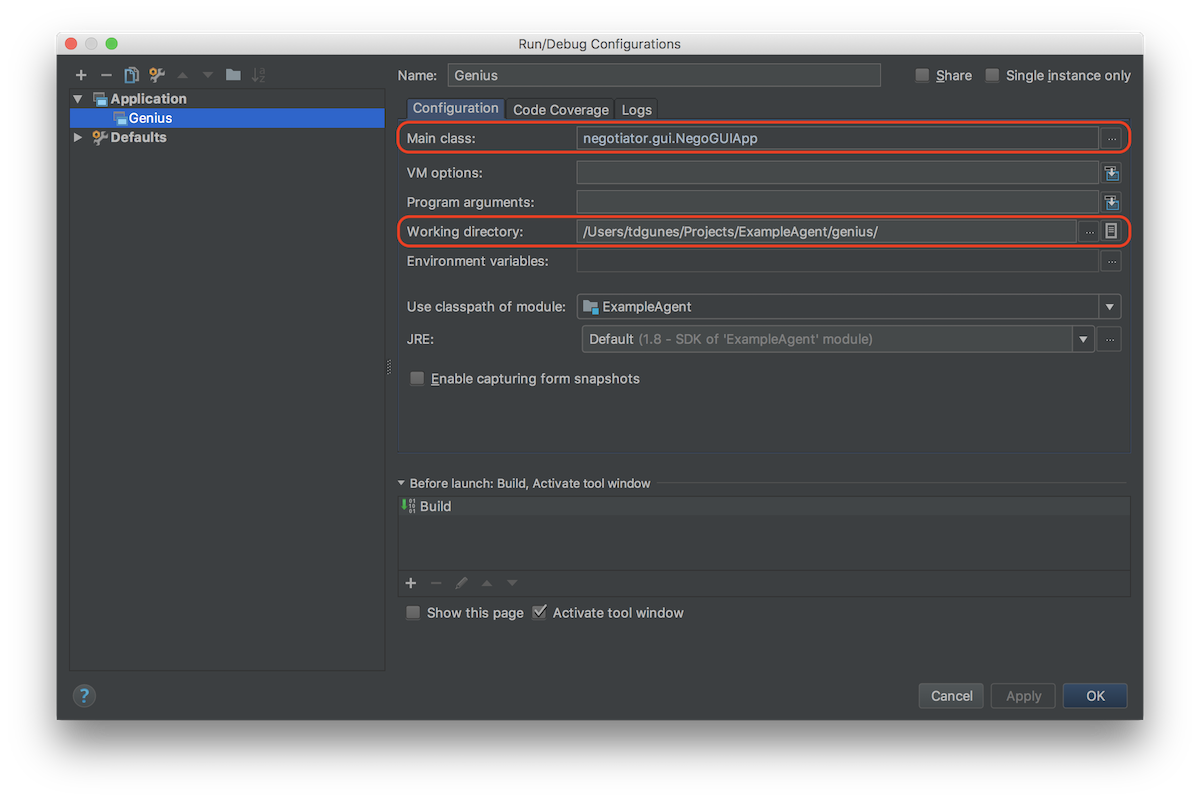 Run/Debug Configurations
Name: Genius Share Single instance only
Application
Genius
Defaults
Configuration Code Coverage Logs
Main class: negotiator.gui.NegoGUIApp ...
VM options:
Program arguments:
Working directory: /Users/tdgunes/Projects/ExampleAgent/genius/ ...
Environment variables: ...
Use classpath of module: ExampleAgent
JRE: Default (1.8 - SDK of 'ExampleAgent' module) ...
Enable capturing form snapshots
Before launch: Build, Activate tool window
Build
Show this page Activate tool window
? Cancel Apply OK